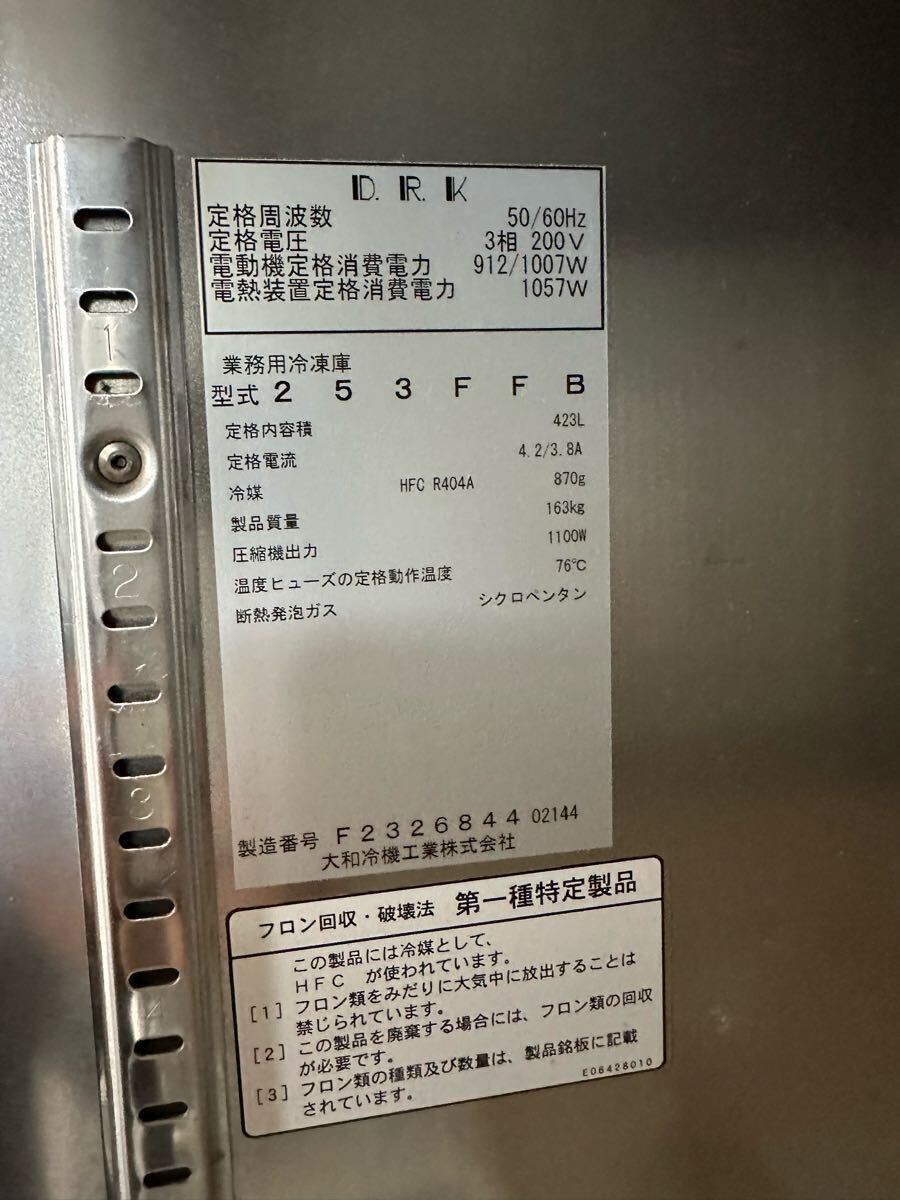 D. R. K
定格周波数 50/60Hz
定格電圧 3相 200V
電動機定格消費電力 912/1007W
電熱装置定格消費電力 1057W
業務用冷凍庫
型式 2 5 3 F F B
定格内容積 423L
定格電流 4.2/3.8A
冷媒 HFC R404A 870g
製品質量 163kg
圧縮機出力 1100W
温度ヒューズの定格動作温度 76℃
断熱発泡ガス シクロペンタン
製造番号 F2326844 02144
大和冷機工業株式会社
フロン回収・破壊法 第一種特定製品
この製品には冷媒として、
HFC が使われています。
[1] フロン類をみだりに大気中に放出することは
禁じられています。
[2] この製品を廃棄する場合には、フロン類の回収
が必要です。
[3] フロン類の種類及び数量は、製品銘板に記載
されています。
E06428010
1
2
3
4